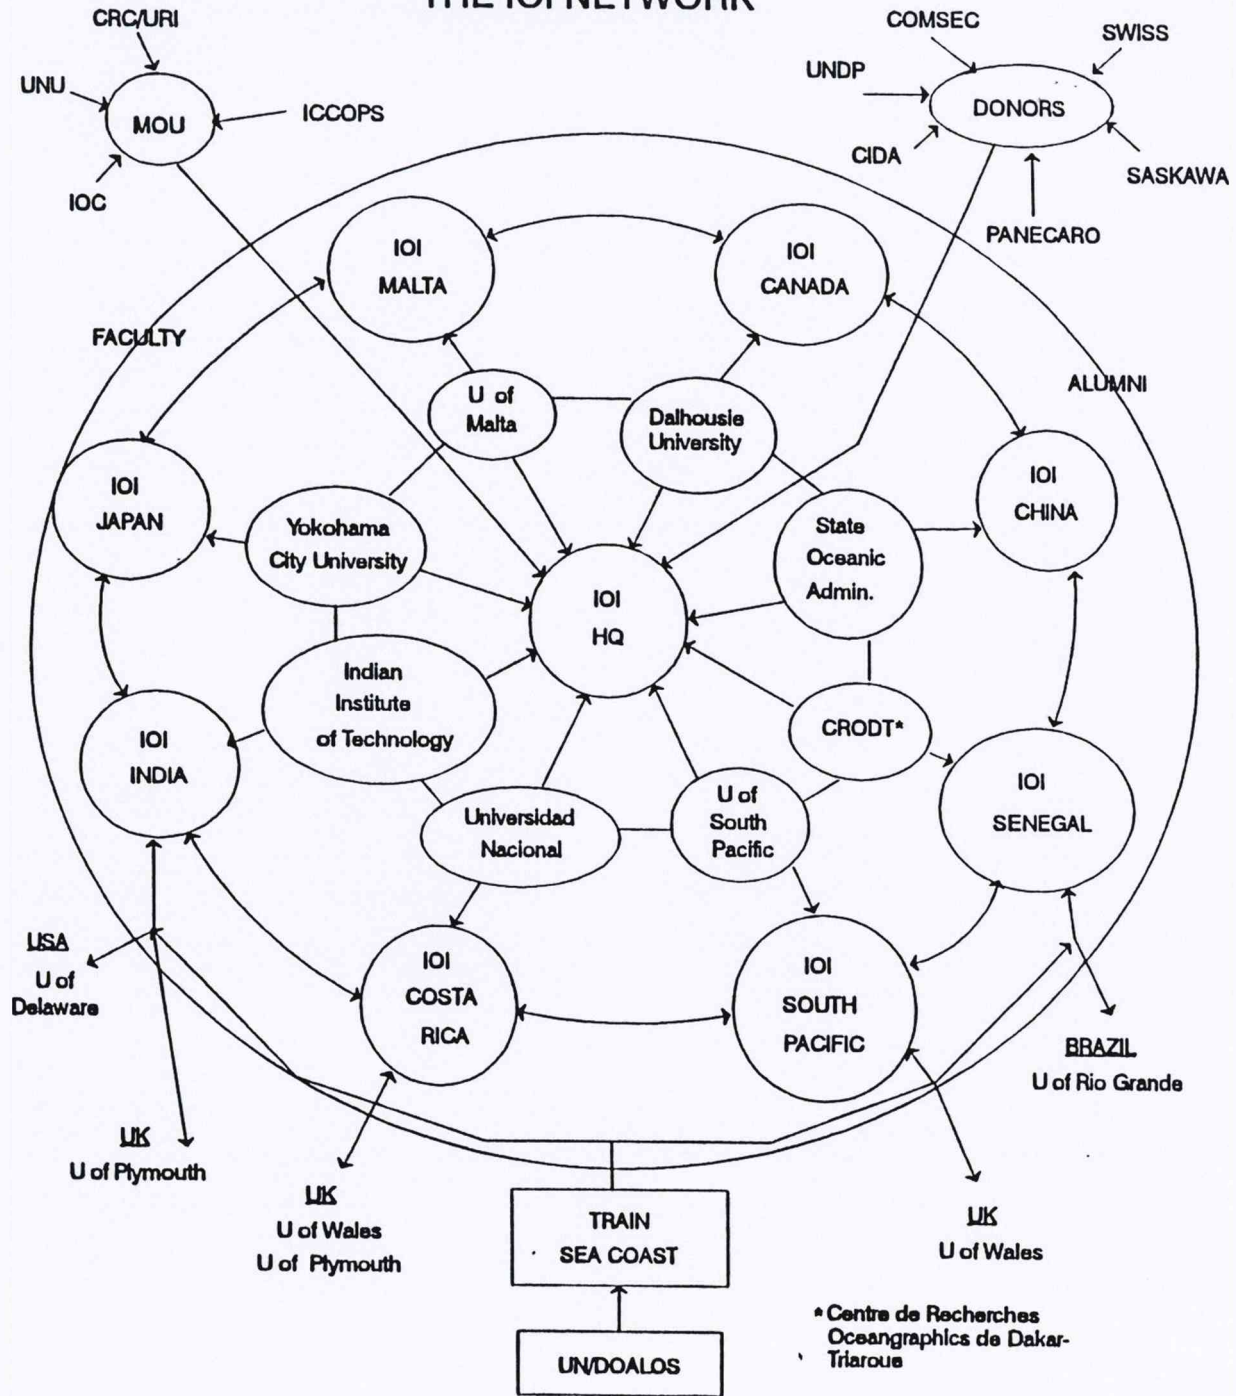 THE IOI NETWORK
CRC/URI
UNU
MOU
ICCOPS
IOC
COMSEC
SWISS
UNDP
DONORS
CIDA
SASKAWA
PANECARO
FACULTY
ALUMNI
IOI
MALTA
IOI
CANADA
U of
Malta
Dalhousie
University
IOI
JAPAN
Yokohama
City University
State
Oceanic
Admin.
IOI
CHINA
IOI
HQ
Indian
Institute
of Technology
CRODT*
IOI
INDIA
IOI
SENEGAL
Universidad
Nacional
U of
South
Pacific
USA
U of
Delaware
IOI
COSTA
RICA
IOI
SOUTH
PACIFIC
BRAZIL
U of Rio Grande
UK
U of Plymouth
UK
U of Wales
U of Plymouth
TRAIN
SEA COAST
UK
U of Wales
UN/DOALOS
* Centre de Recherches
Oceangraphics de Dakar-
Triaroue